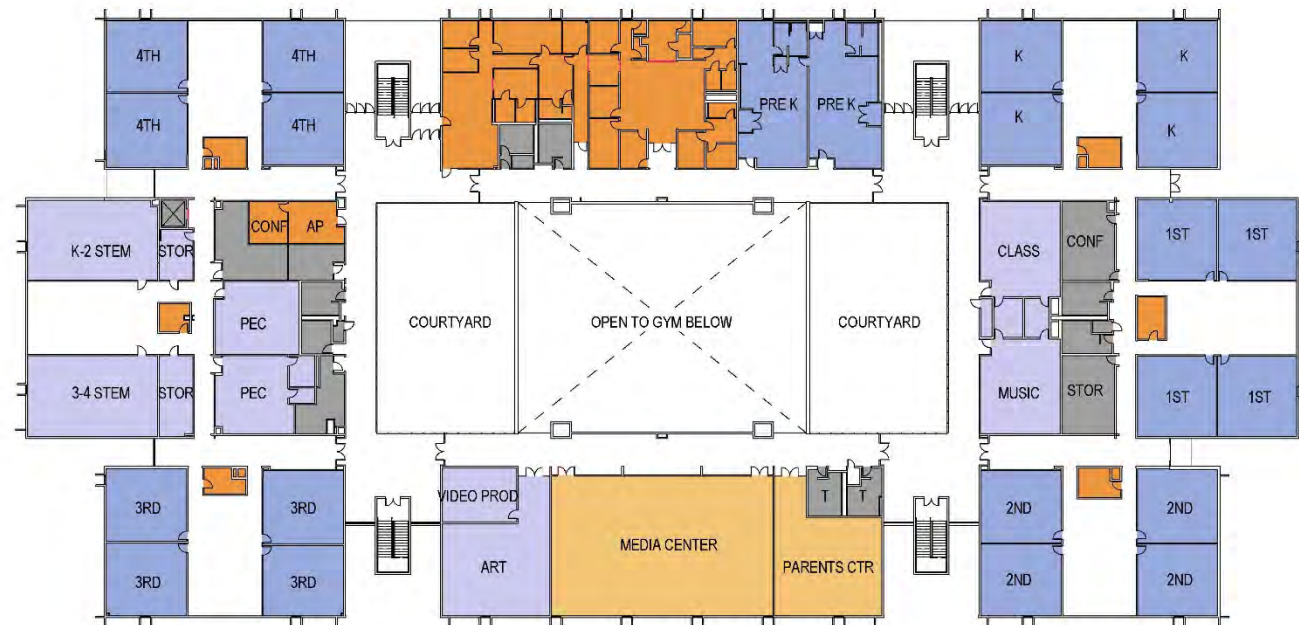 4TH
4TH
4TH
4TH
PRE K
PRE K
K
K
K
K
K-2 STEM
STOR
CONF
AP
PEC
3-4 STEM
STOR
PEC
COURTYARD
OPEN TO GYM BELOW
COURTYARD
CLASS
CONF
1ST
1ST
MUSIC
STOR
1ST
1ST
3RD
3RD
3RD
3RD
VIDEO PROD
ART
MEDIA CENTER
T
T
PARENTS CTR
2ND
2ND
2ND
2ND